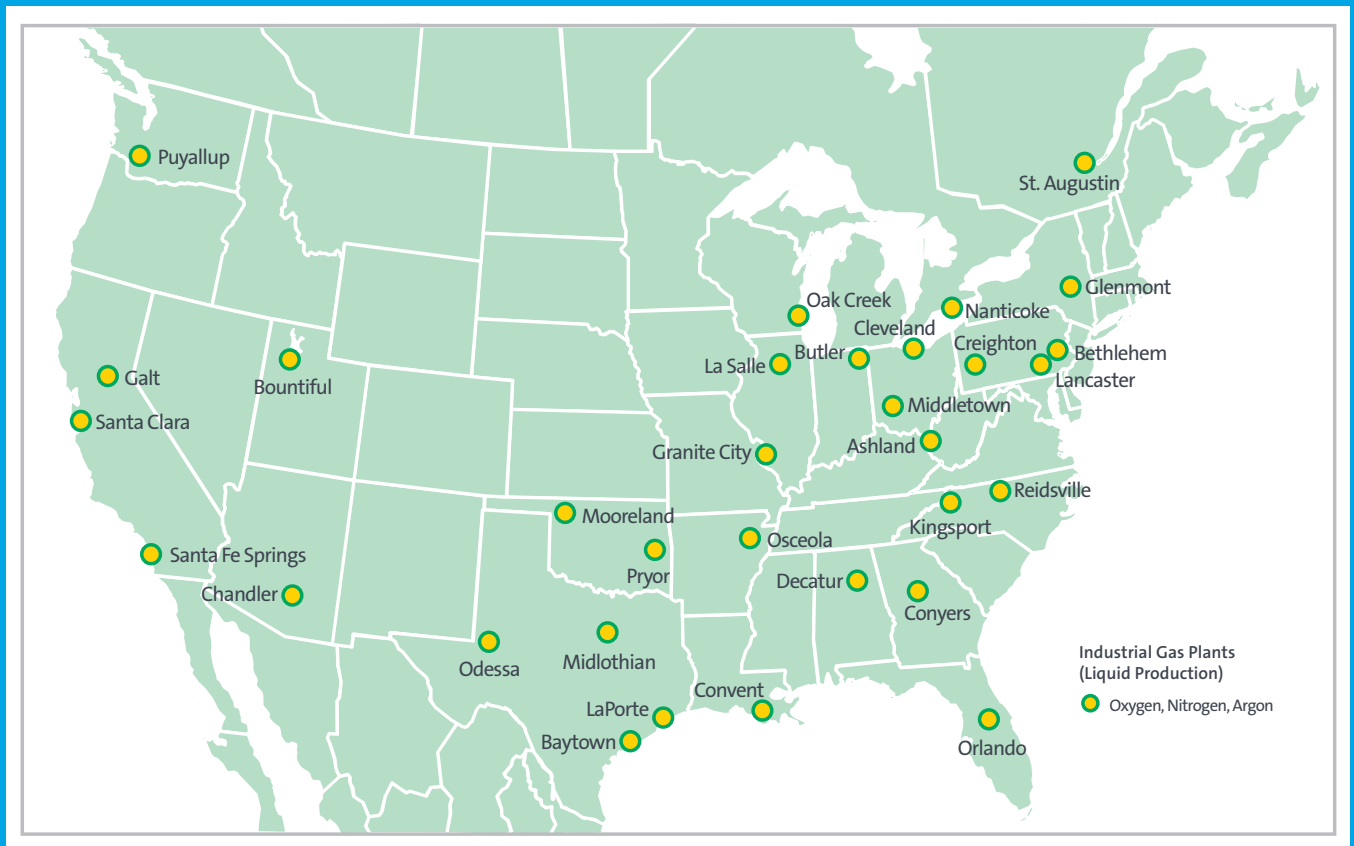 Puyallup
St. Augustin
Glenmont
Oak Creek
Nanticoke
Cleveland
Creighton
Butler
Bethlehem
La Salle
Lancaster
Galt
Bountiful
Middletown
Santa Clara
Ashland
Granite City
Reidsville
Mooreland
Kingsport
Osceola
Santa Fe Springs
Pryor
Decatur
Chandler
Conyers
Industrial Gas Plants
(Liquid Production)
Odessa
Midlothian
Convent
Oxygen, Nitrogen, Argon
LaPorte
Baytown
Orlando